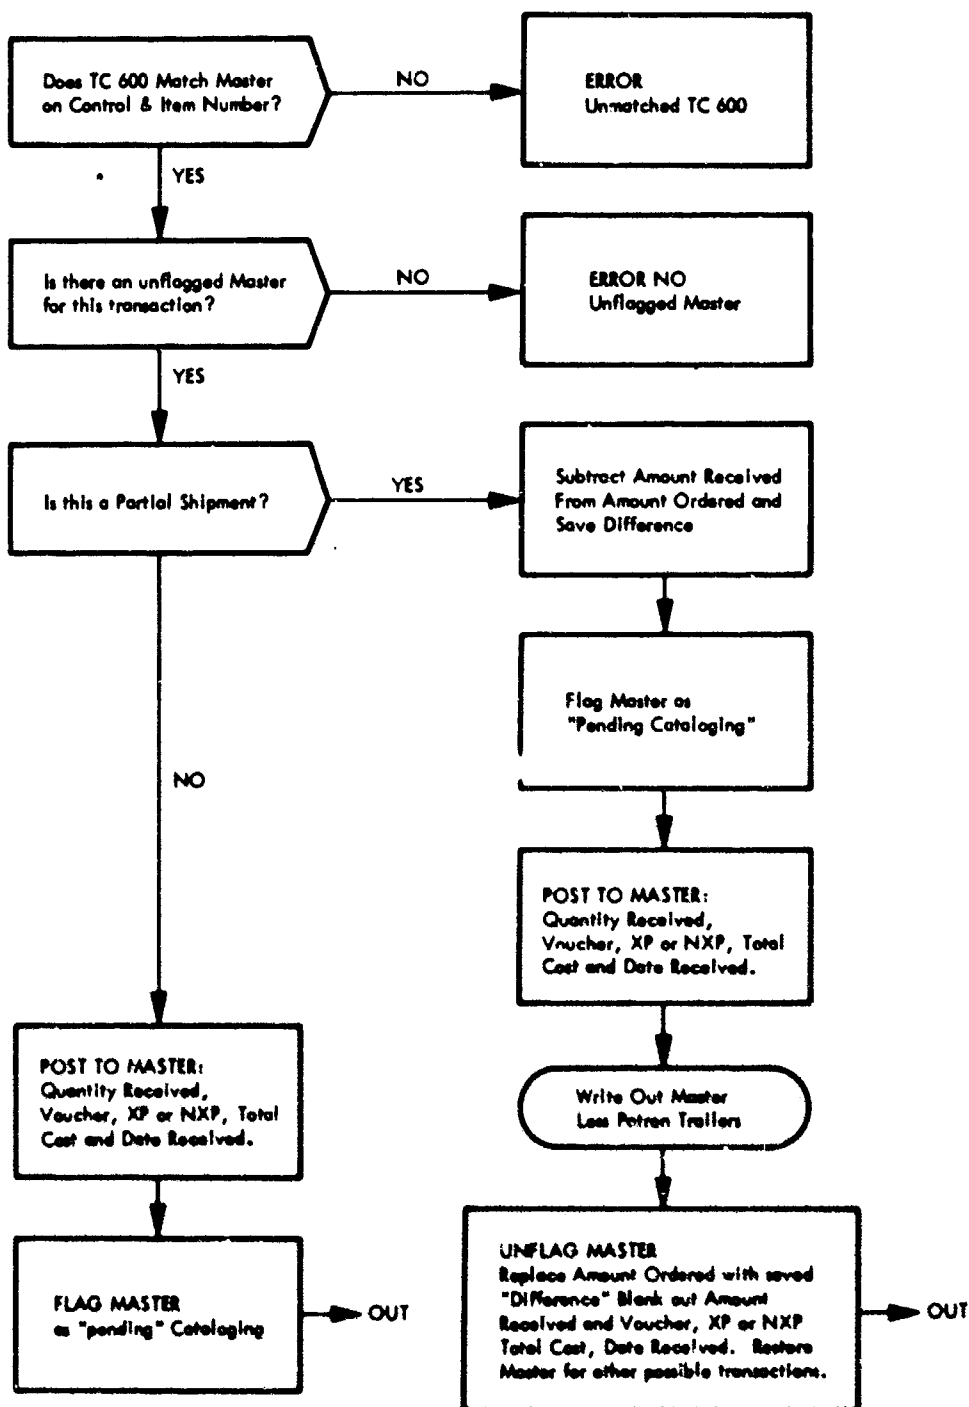 Does TC 600 Match Master
on Control & Item Number?
NO
ERROR
Unmatched TC 600
YES
Is there an unflagged Master
for this transaction?
NO
ERROR NO
Unflagged Master
YES
Is this a Partial Shipment?
YES
Subtract Amount Received
From Amount Ordered and
Save Difference
Flag Master as
"Pending Cataloging"
NO
POST TO MASTER:
Quantity Received,
Voucher, XP or NXP, Total
Cost and Date Received.
POST TO MASTER:
Quantity Received,
Voucher, XP or NXP, Total
Cost and Date Received.
Write Out Master
Less Patron Trailers
FLAG MASTER
as "pending" Cataloging
OUT
UNFLAG MASTER
Replace Amount Ordered with saved
"Difference" Blank out Amount
Received and Voucher, XP or NXP
Total Cost, Date Received. Restore
Master for other possible transactions.
OUT